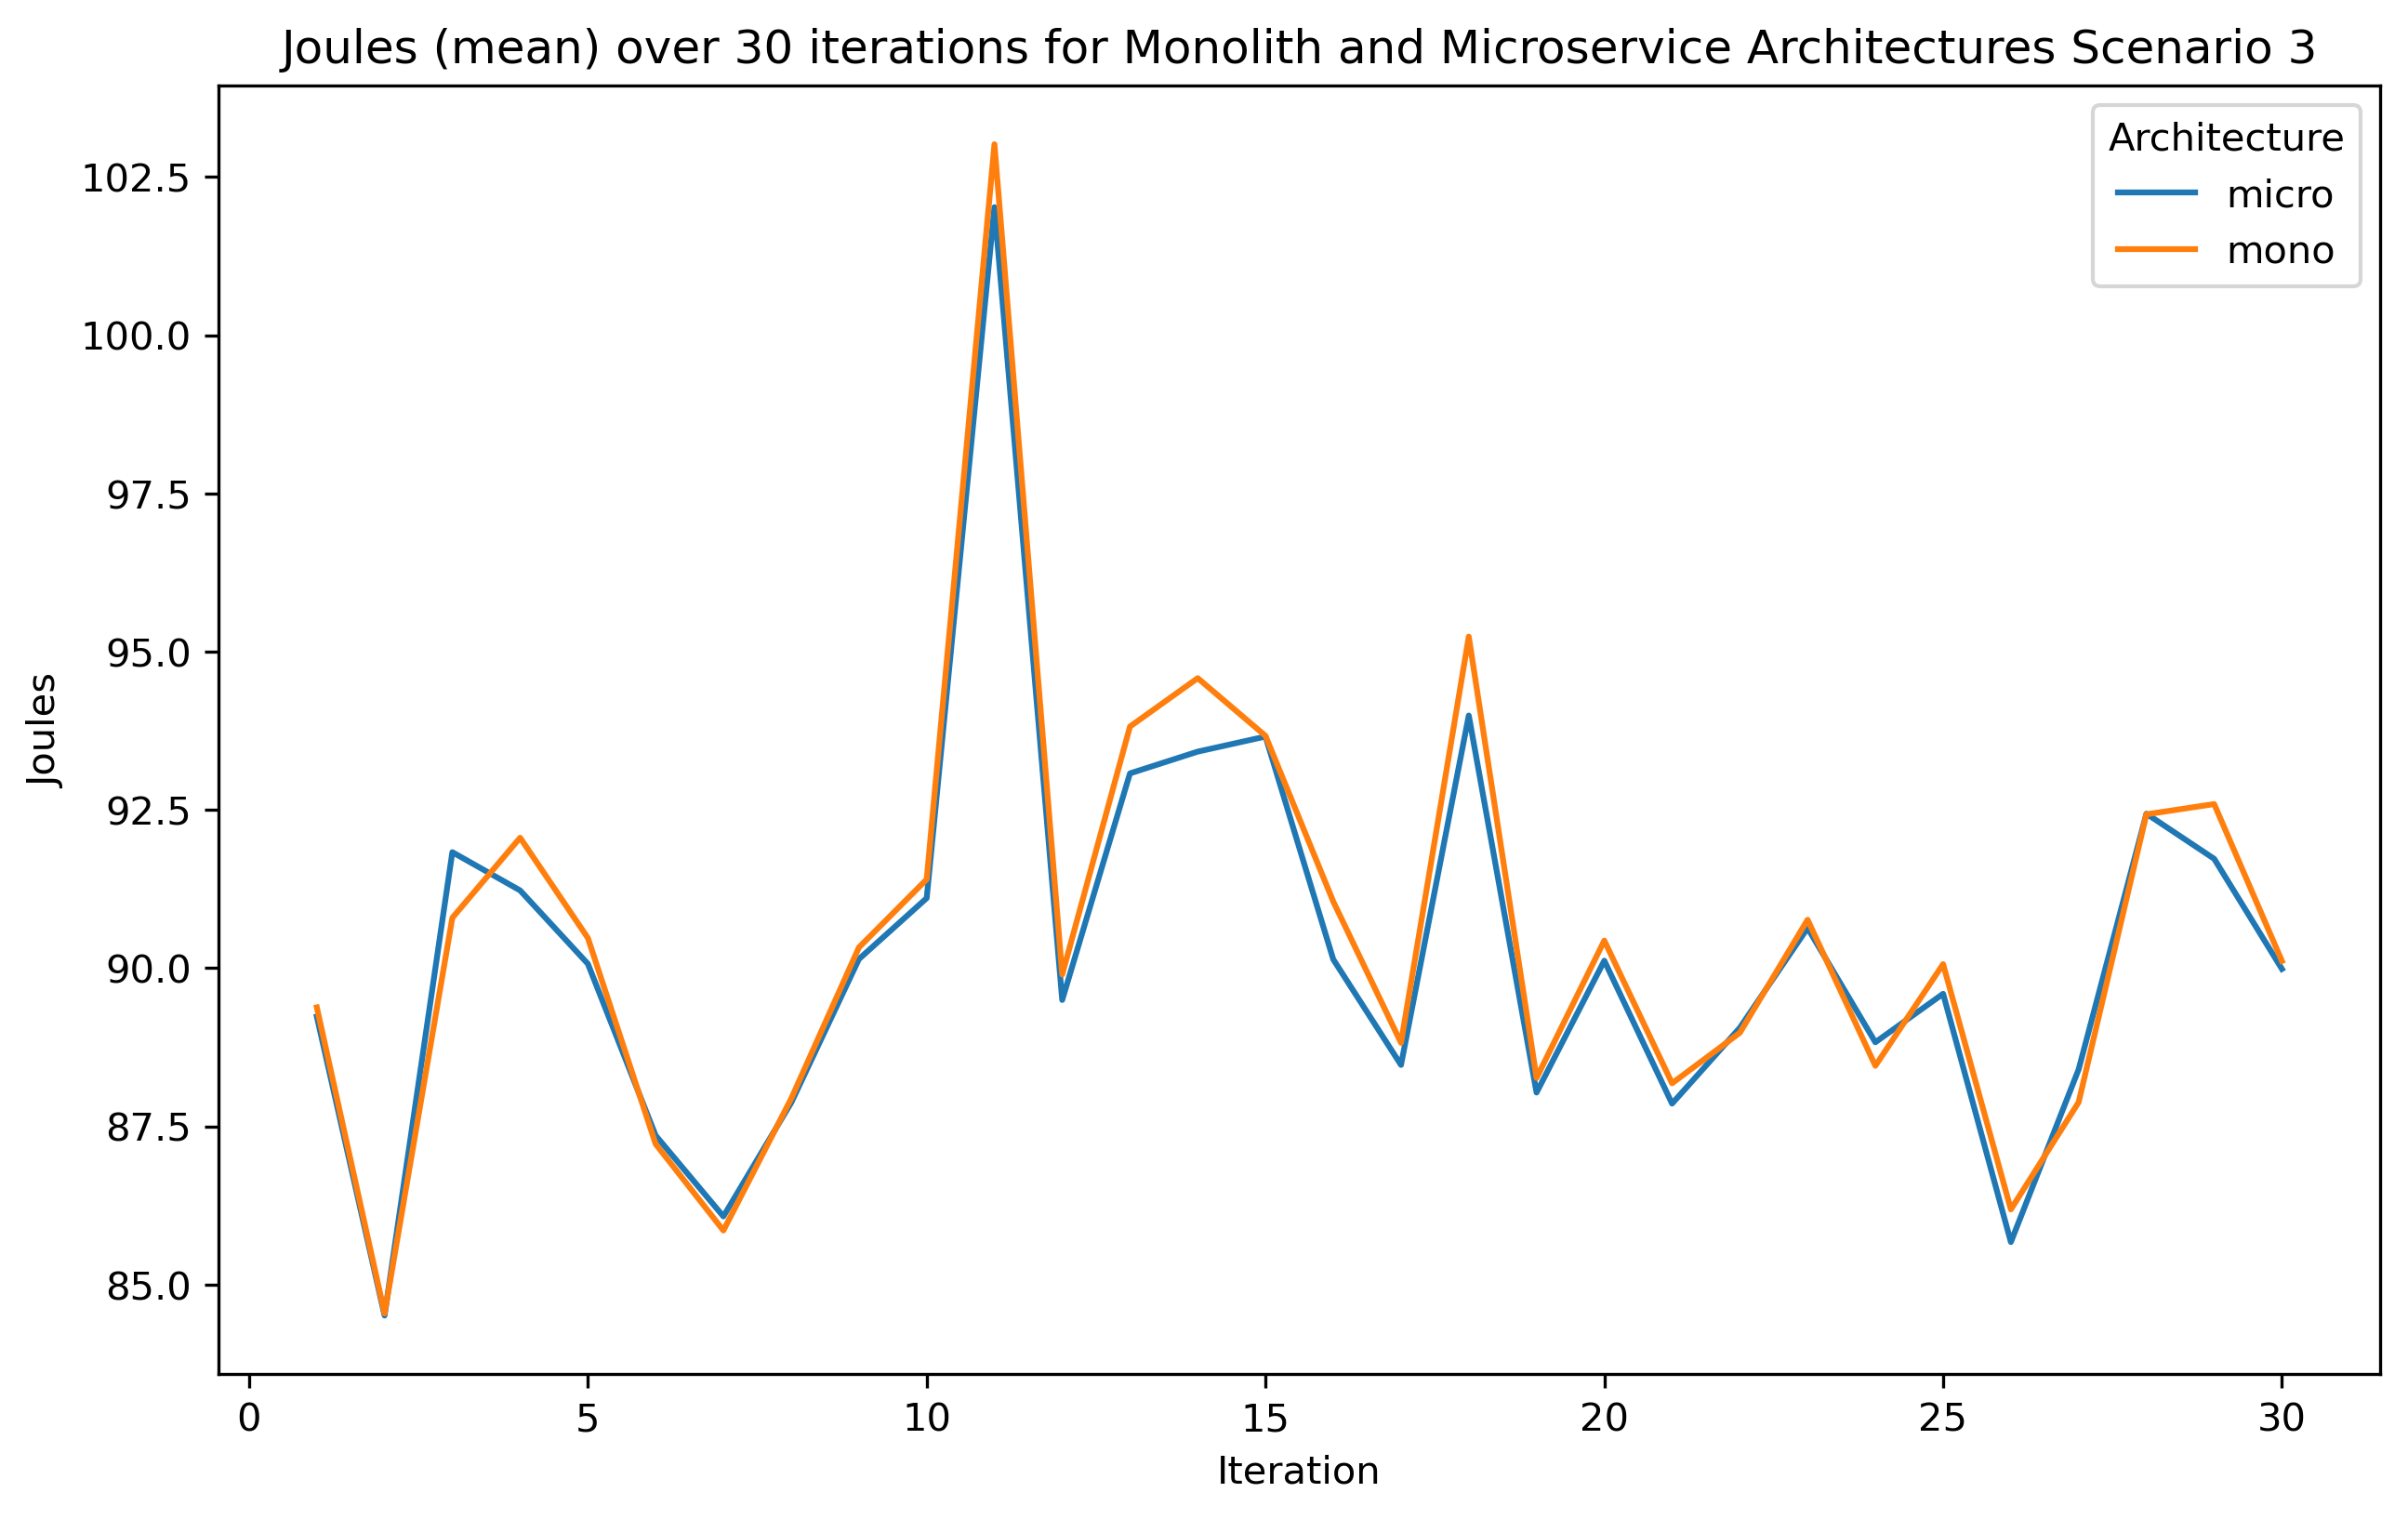 Joules (mean) over 30 iterations for Monolith and Microservice Architectures Scenario 3
Architecture
micro
mono
102.5
100.0
97.5
95.0
92.5
90.0
87.5
85.0
Joules
0 5 10 15 20 25 30
Iteration